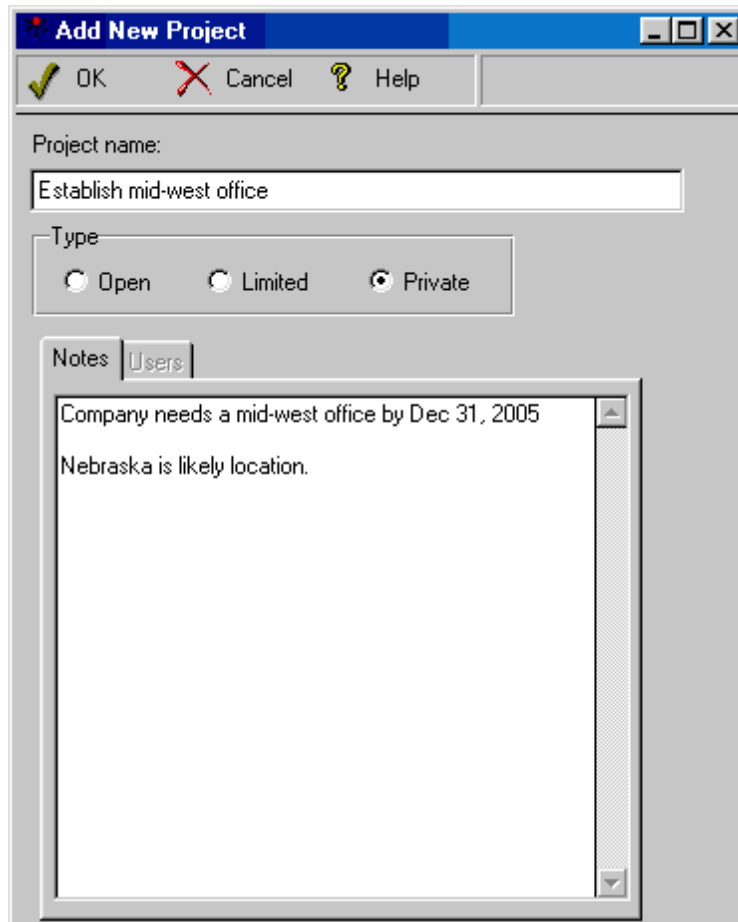 Add New Project
OK Cancel Help
Project name:
Establish mid-west office
Type
Open Limited Private
Notes Users
Company needs a mid-west office by Dec 31, 2005
Nebraska is likely location.